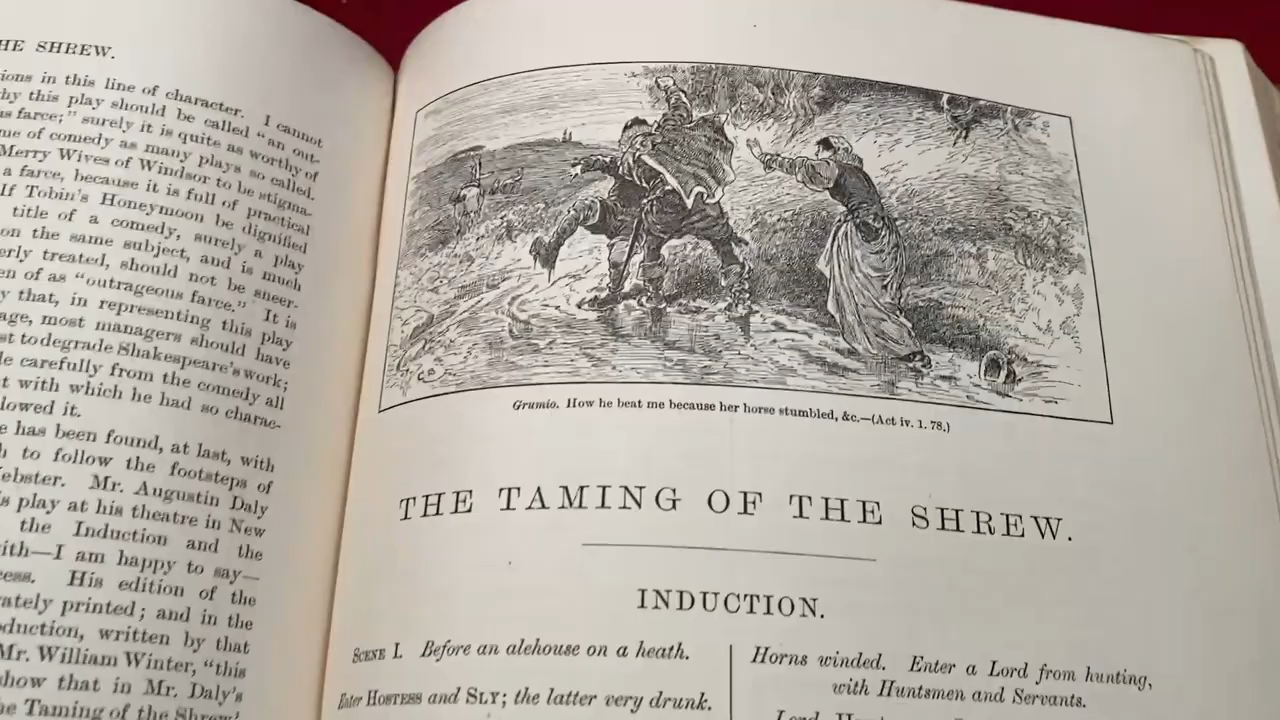 HE SHREW.
ions in this line of character. I cannot
hy this play should be called "an out-
us farce;" surely it is quite as worthy of
me of comedy as many plays so called.
Merry Wives of Windsor to be stigma-
a farce, because it is full of practical
If Tobin's Honeymoon be dignified
title of a comedy, surely a play
on the same subject, and is much
erly treated, should not be sneer-
en of as "outrageous farce." It is
y that, in representing this play
age, most managers should have
st to degrade Shakespeare's work;
le carefully from the comedy all
t with which he had so charac-
lowed it.
e has been found, at last, with
h to follow the footsteps of
ebster. Mr. Augustin Daly
s play at his theatre in New
the Induction and the
ith—I am happy to say—
cess. His edition of the
rately printed; and in the
oduction, written by that
Mr. William Winter, "this
show that in Mr. Daly's
he Taming of the Shrew'
Grumio. How he beat me because her horse stumbled, &c.—(Act iv. 1. 78.)
THE TAMING OF THE SHREW.
INDUCTION.
SCENE I. Before an alehouse on a heath.
Enter HOSTESS and SLY; the latter very drunk.
Horns winded. Enter a Lord from hunting,
with Huntsmen and Servants.